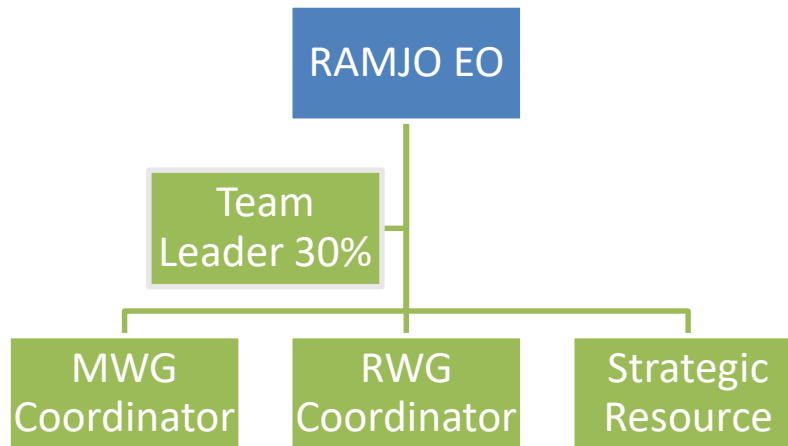 RAMJO EO
Team
Leader 30%
MWG
Coordinator
RWG
Coordinator
Strategic
Resource